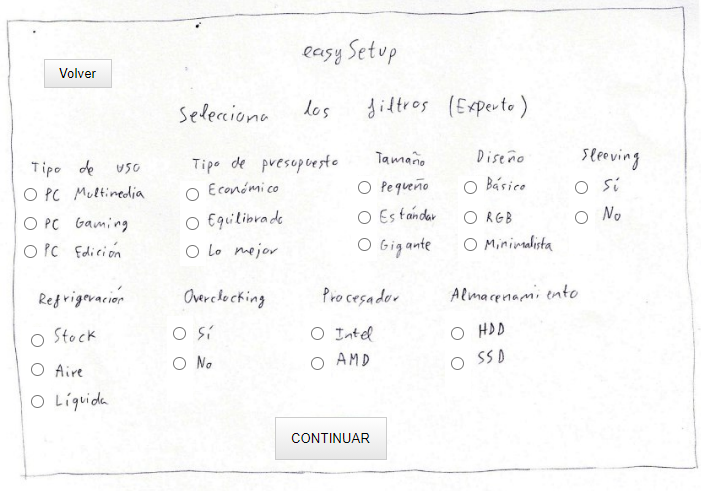 easySetup
Volver
Selecciona los filtros (Experto)
Tipo de uso
PC Multimedia
PC Gaming
PC Edición
Tipo de presupuesto
Económico
Equilibrado
Lo mejor
Tamaño
Pequeño
Estándar
Gigante
Diseño
Básico
RGB
Minimalista
Sleeving
Sí
No
Refrigeración
Stock
Aire
Líquida
Overclocking
Sí
No
Procesador
Intel
AMD
Almacenamiento
HDD
SSD
CONTINUAR